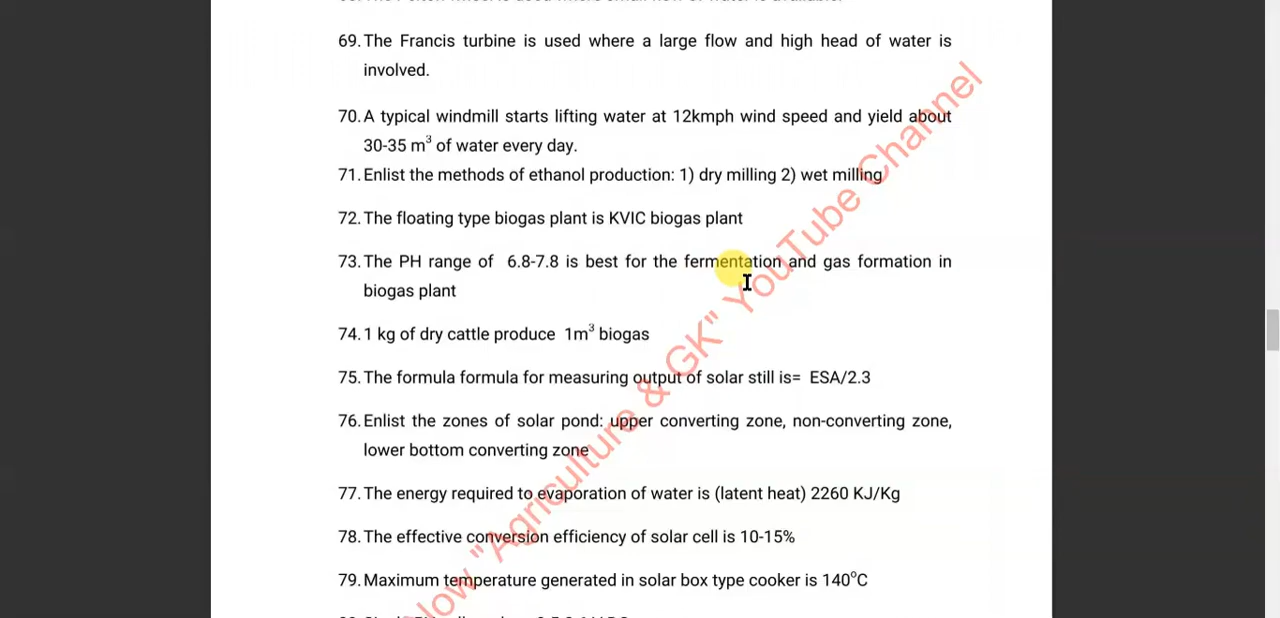 69. The Francis turbine is used where a large flow and high head of water is
involved.
70. A typical windmill starts lifting water at 12kmph wind speed and yield about
30-35 m³ of water every day.
71. Enlist the methods of ethanol production: 1) dry milling 2) wet milling
72. The floating type biogas plant is KVIC biogas plant
73. The PH range of 6.8-7.8 is best for the fermentation and gas formation in
biogas plant
74. 1 kg of dry cattle produce 1m³ biogas
75. The formula formula for measuring output of solar still is= ESA/2.3
76. Enlist the zones of solar pond: upper converting zone, non-converting zone,
lower bottom converting zone
77. The energy required to evaporation of water is (latent heat) 2260 KJ/Kg
78. The effective conversion efficiency of solar cell is 10-15%
79. Maximum temperature generated in solar box type cooker is 140⁰C
"Agriculture & GK" YouTube Channel